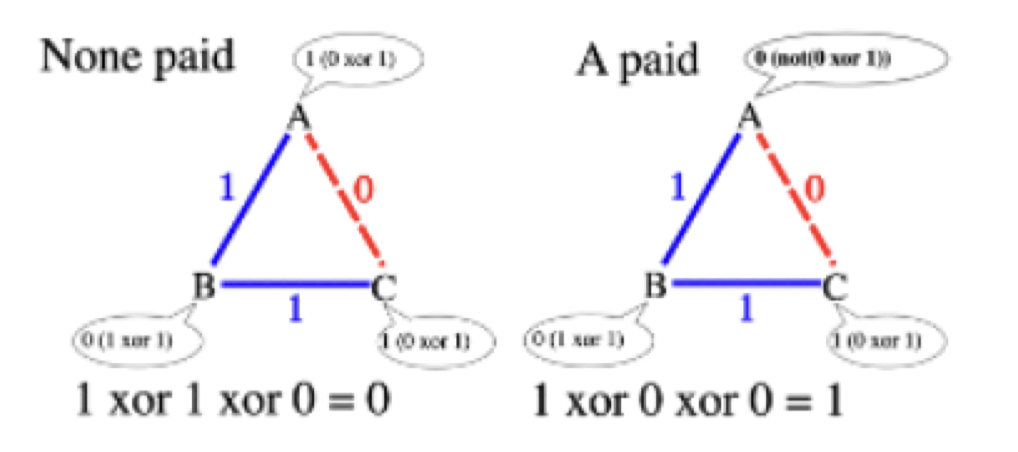 None paid
1 (0 xor 1)
A
1
0
B
C
1
0 (1 xor 1)
1 (0 xor 1)
1 xor 1 xor 0 = 0
A paid
0 (not(0 xor 1))
A
1
0
B
C
1
0 (1 xor 1)
1 (0 xor 1)
1 xor 0 xor 0 = 1